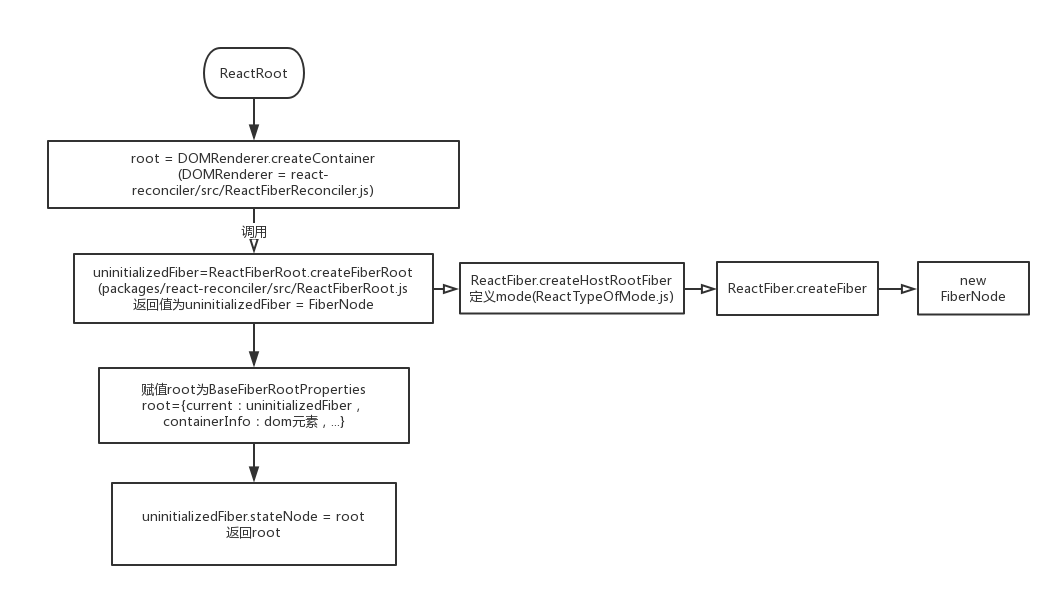 ReactRoot
root = DOMRenderer.createContainer
(DOMRenderer = react-
reconciler/src/ReactFiberReconciler.js)
调用
uninitializedFiber=ReactFiberRoot.createFiberRoot
(packages/react-reconciler/src/ReactFiberRoot.js
返回值为uninitializedFiber = FiberNode
ReactFiber.createHostRootFiber
定义mode(ReactTypeOfMode.js)
ReactFiber.createFiber
new
FiberNode
赋值root为BaseFiberRootProperties
root={current：uninitializedFiber，
containerInfo：dom元素，...}
uninitializedFiber.stateNode = root
返回root